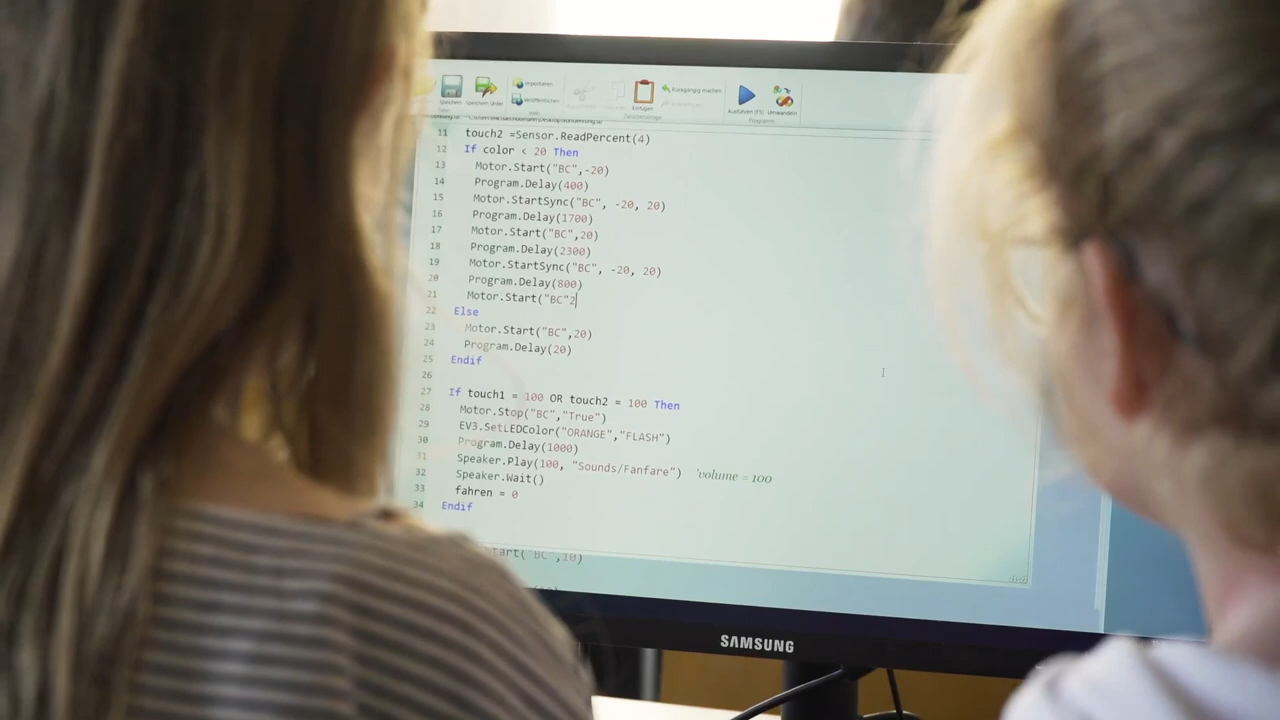 Speichern
Speichern Unter
Importieren
Veröffentlichen
Einfügen
Rückgängig machen
Ausführen (F5)
Umwandeln
Zwischenablage
Programm
11 touch2 =Sensor.ReadPercent(4)
12 If color < 20 Then
13 Motor.Start("BC",-20)
14 Program.Delay(400)
15 Motor.StartSync("BC", -20, 20)
16 Program.Delay(1700)
17 Motor.Start("BC",20)
18 Program.Delay(2300)
19 Motor.StartSync("BC", -20, 20)
20 Program.Delay(800)
21 Motor.Start("BC"2
22 Else
23 Motor.Start("BC",20)
24 Program.Delay(20)
25 Endif
26
27 If touch1 = 100 OR touch2 = 100 Then
28 Motor.Stop("BC","True")
29 EV3.SetLEDColor("ORANGE","FLASH")
30 Program.Delay(1000)
31 Speaker.Play(100, "Sounds/Fanfare") 'volume = 100
32 Speaker.Wait()
33 fahren = 0
34 Endif
tart("BC",10)
SAMSUNG